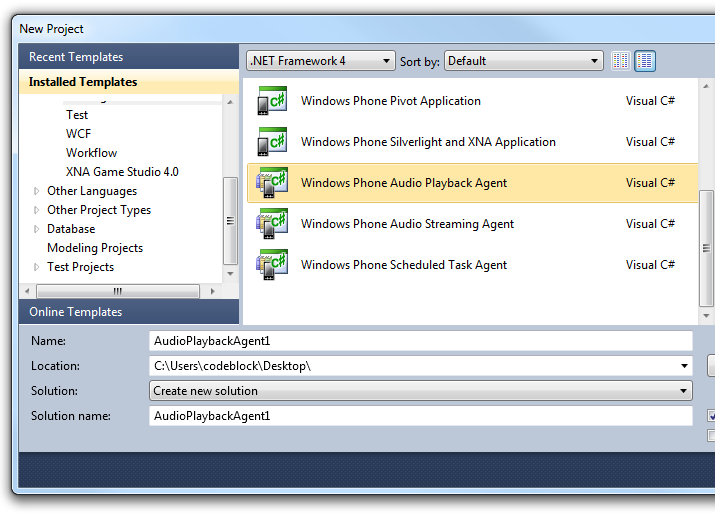 New Project
Recent Templates
Installed Templates
Test
WCF
Workflow
XNA Game Studio 4.0
Other Languages
Other Project Types
Database
Modeling Projects
Test Projects
Online Templates
.NET Framework 4 Sort by: Default
C# Windows Phone Pivot Application Visual C#
C# Windows Phone Silverlight and XNA Application Visual C#
C# Windows Phone Audio Playback Agent Visual C#
C# Windows Phone Audio Streaming Agent Visual C#
C# Windows Phone Scheduled Task Agent Visual C#
Name: AudioPlaybackAgent1
Location: C:\Users\codeblock\Desktop\
Solution: Create new solution
Solution name: AudioPlaybackAgent1